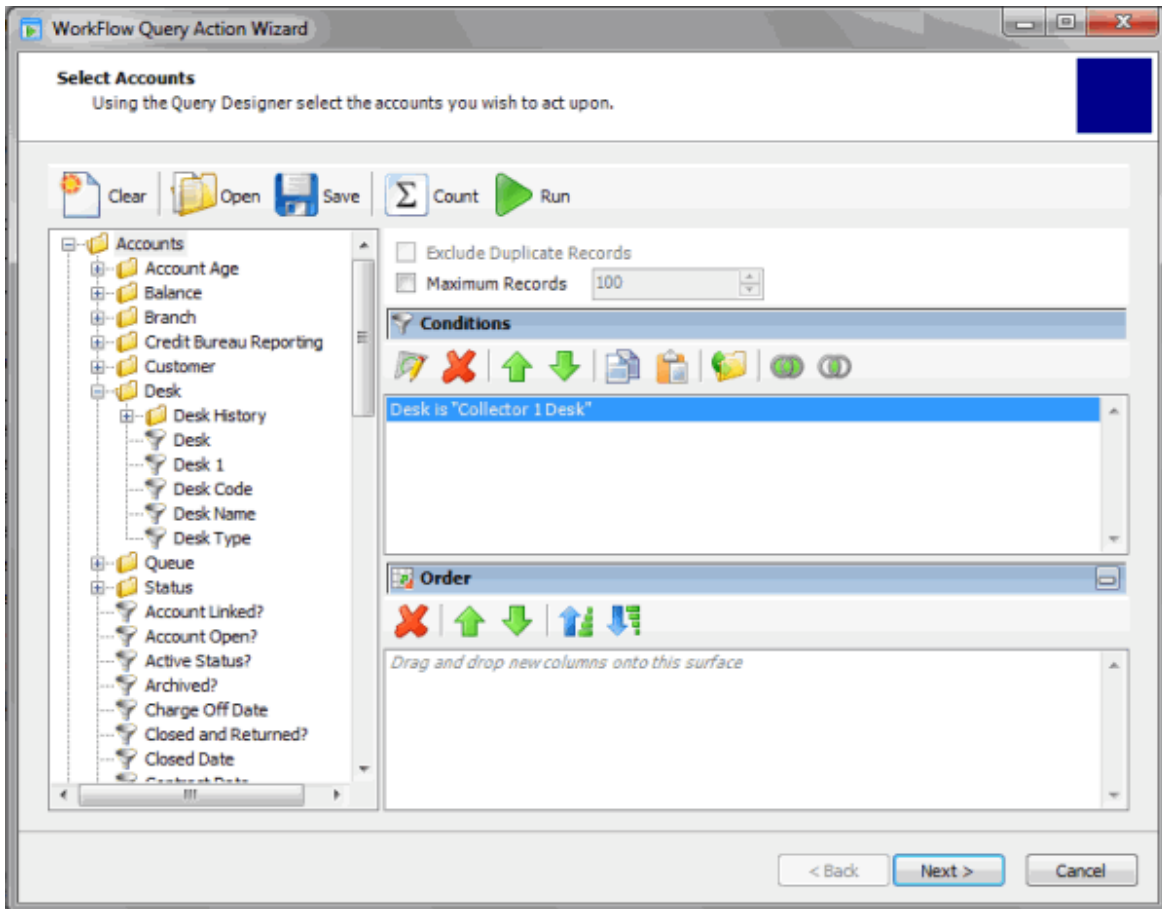 WorkFlow Query Action Wizard
Select Accounts
Using the Query Designer select the accounts you wish to act upon.
Clear Open Save Count Run
Accounts
Account Age
Balance
Branch
Credit Bureau Reporting
Customer
Desk
Desk History
Desk
Desk 1
Desk Code
Desk Name
Desk Type
Queue
Status
Account Linked?
Account Open?
Active Status?
Archived?
Charge Off Date
Closed and Returned?
Closed Date
Exclude Duplicate Records
Maximum Records 100
Conditions
Desk is "Collector 1 Desk"
Order
Drag and drop new columns onto this surface
< Back Next > Cancel